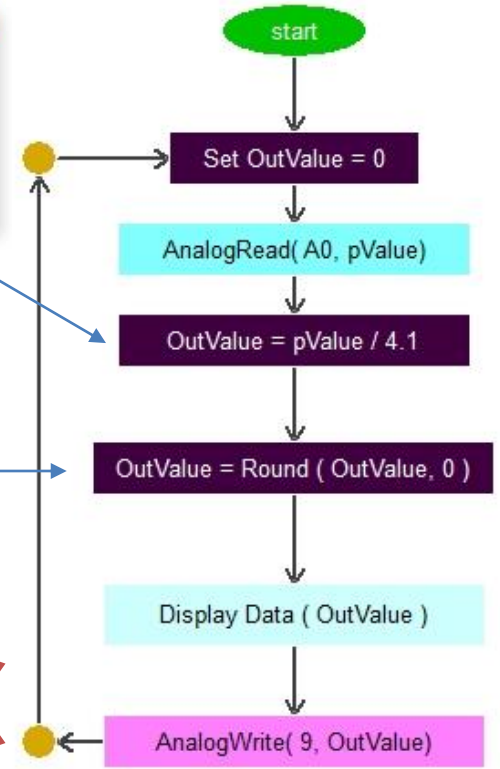 start
Set OutValue = 0
AnalogRead( A0, pValue)
OutValue = pValue / 4.1
OutValue = Round ( OutValue, 0 )
Display Data ( OutValue )
AnalogWrite( 9, OutValue)